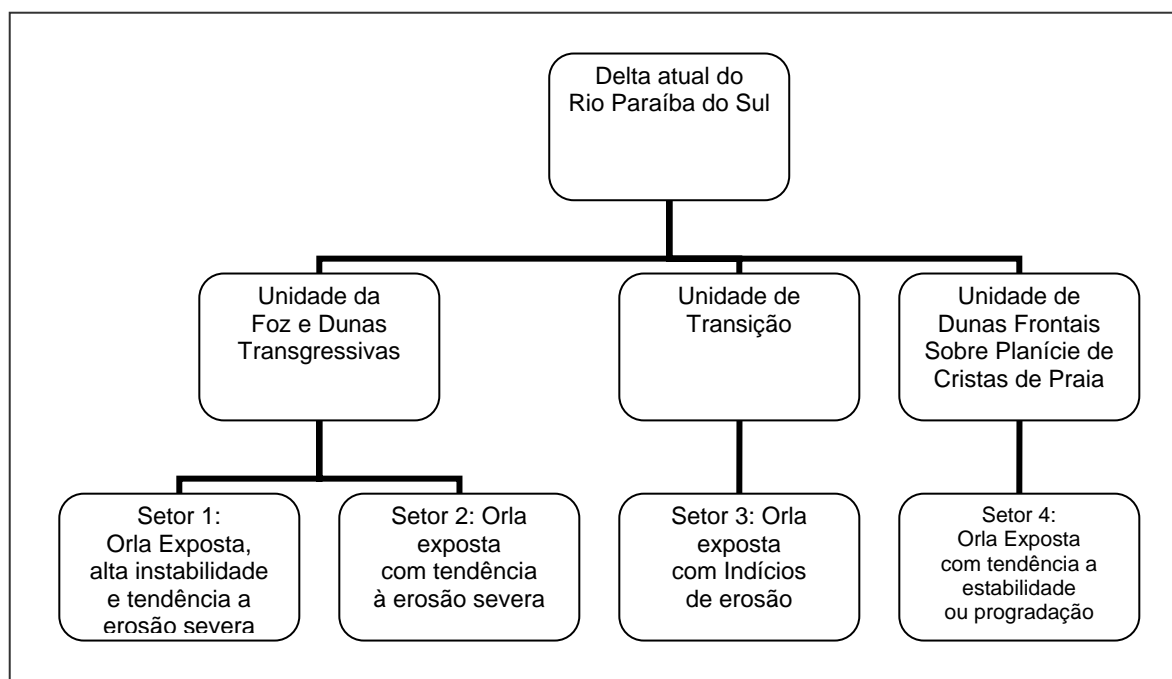 Delta atual do
Rio Paraíba do Sul
Unidade da
Foz e Dunas
Transgressivas
Unidade de
Transição
Unidade de
Dunas Frontais
Sobre Planície de
Cristas de Praia
Setor 1:
Orla Exposta,
alta instabilidade
e tendência a
erosão severa
Setor 2: Orla
exposta
com tendência
à erosão severa
Setor 3: Orla
exposta
com Indícios
de erosão
Setor 4:
Orla Exposta
com tendência a
estabilidade
ou progradação